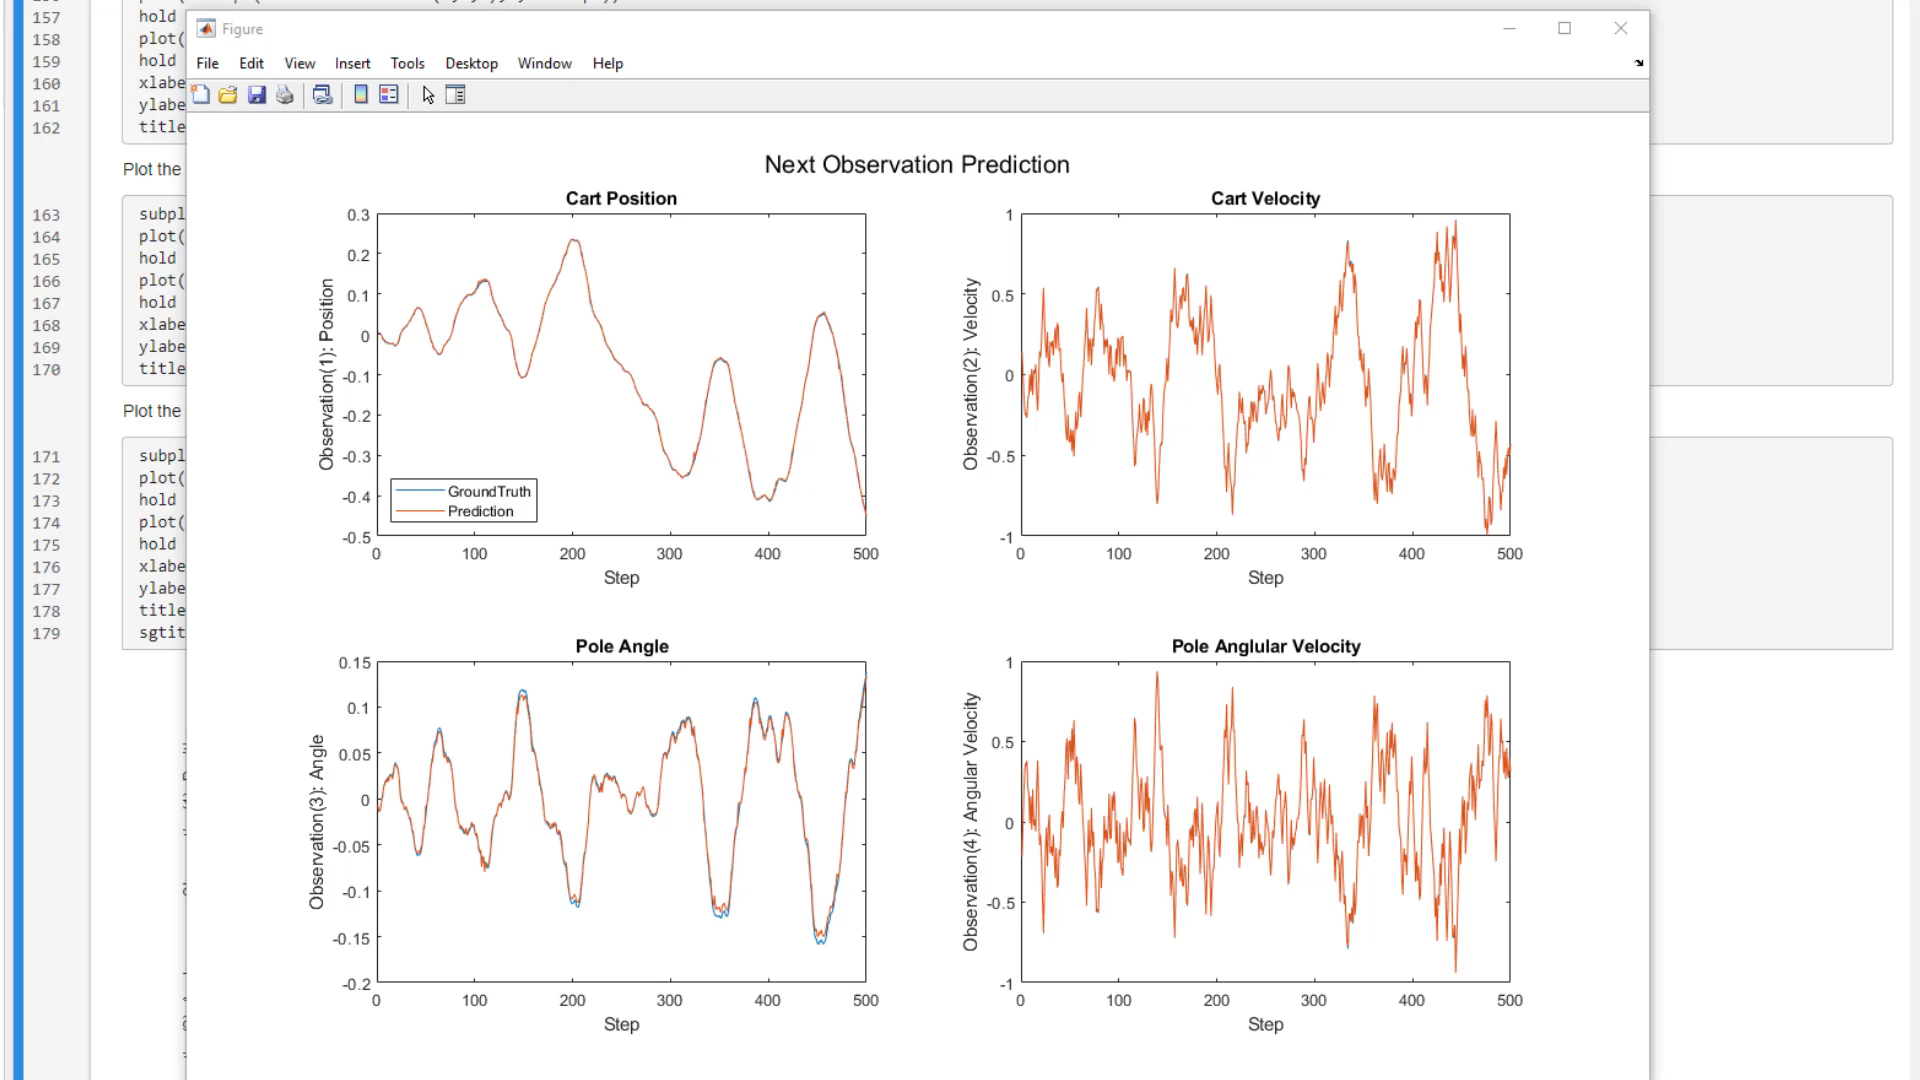 157 hold
158 plot(
159 hold
160 xlabe
161 ylabe
162 title
Plot the
163 subpl
164 plot(
165 hold
166 plot(
167 hold
168 xlabe
169 ylabe
170 title
Plot the
171 subpl
172 plot(
173 hold
174 plot(
175 hold
176 xlabe
177 ylabe
178 title
179 sgtit
Figure
File Edit View Insert Tools Desktop Window Help
Next Observation Prediction
Cart Position
Observation(1): Position
0.3
0.2
0.1
0
-0.1
-0.2
-0.3
-0.4
-0.5
GroundTruth
Prediction
0 100 200 300 400 500
Step
Cart Velocity
Observation(2): Velocity
1
0.5
0
-0.5
-1
0 100 200 300 400 500
Step
Pole Angle
Observation(3): Angle
0.15
0.1
0.05
0
-0.05
-0.1
-0.15
-0.2
0 100 200 300 400 500
Step
Pole Anglular Velocity
Observation(4): Angular Velocity
1
0.5
0
-0.5
-1
0 100 200 300 400 500
Step